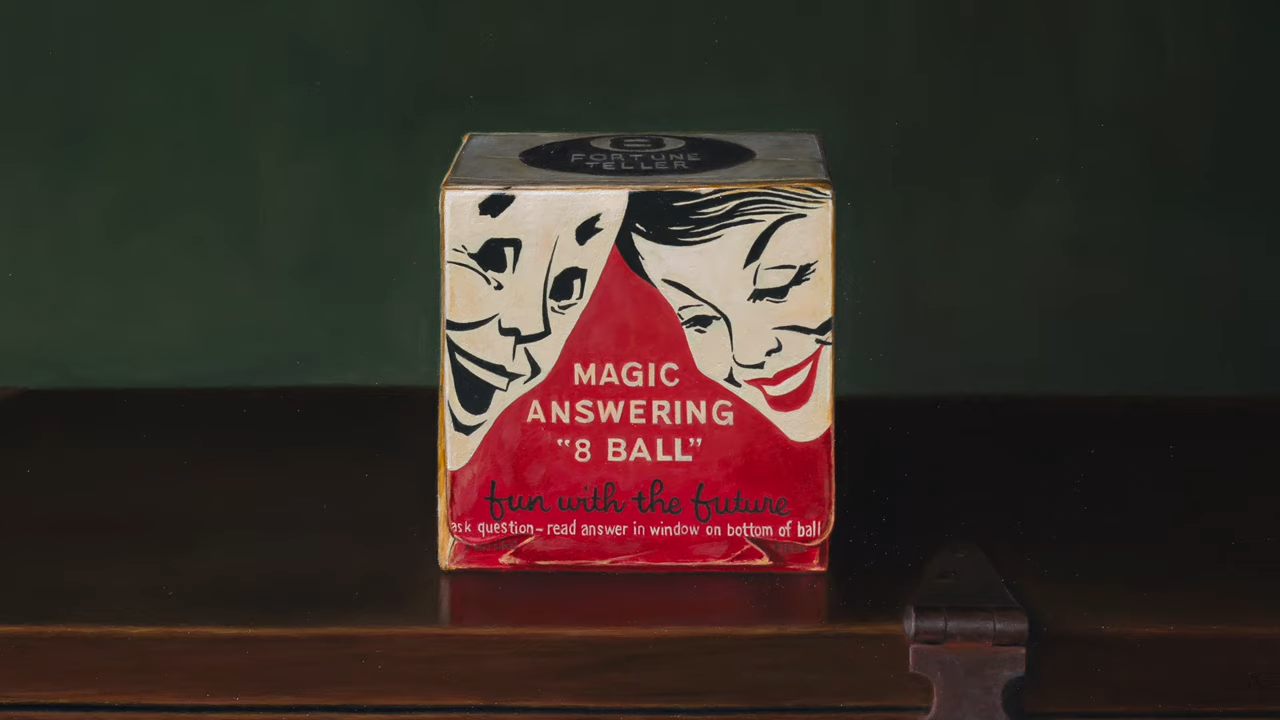 8
FORTUNE
TELLER
MAGIC
ANSWERING
“8 BALL”
fun with the future
ask question- read answer in window on bottom of ball